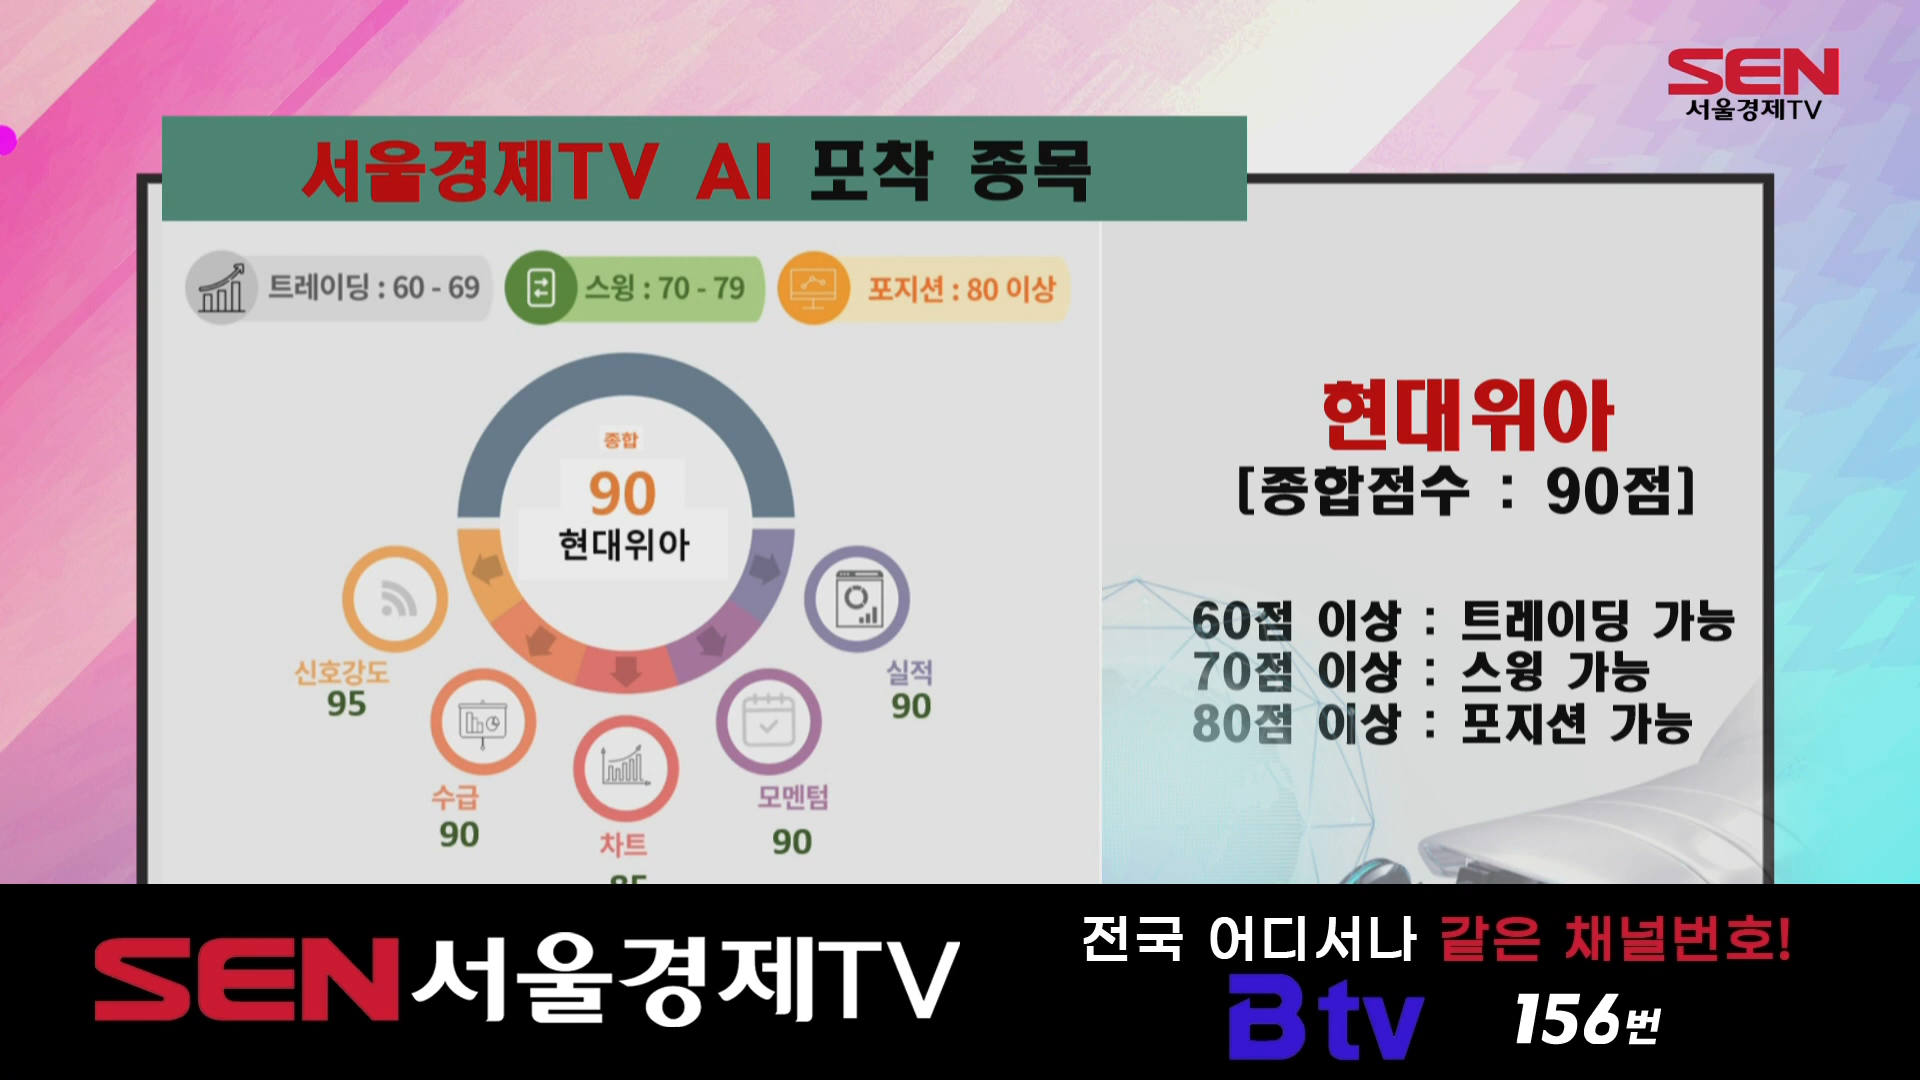 SEN
서울경제TV
서울경제TV AI 포착 종목
트레이딩 : 60 - 69
스윙 : 70 - 79
포지션 : 80 이상
종합
90
현대위아
신호강도
95
수급
90
차트
85
모멘텀
90
실적
90
현대위아
[종합점수 : 90점]
60점 이상 : 트레이딩 가능
70점 이상 : 스윙 가능
80점 이상 : 포지션 가능
SEN서울경제TV
전국 어디서나 같은 채널번호!
B tv 156번